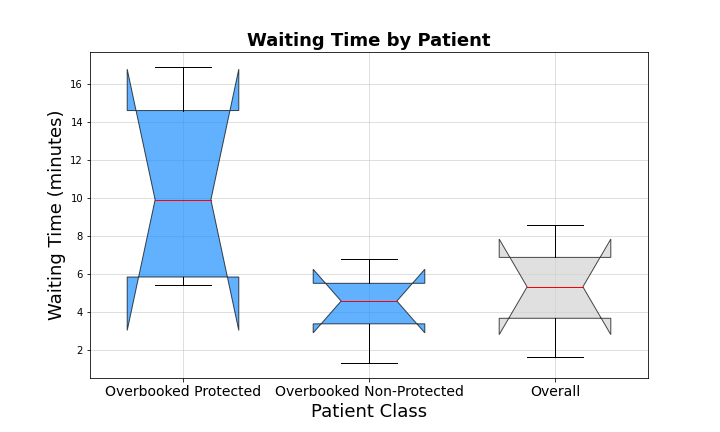 Waiting Time by Patient
Waiting Time (minutes)
16
14
12
10
8
6
4
2
Overbooked Protected
Overbooked Non-Protected
Overall
Patient Class